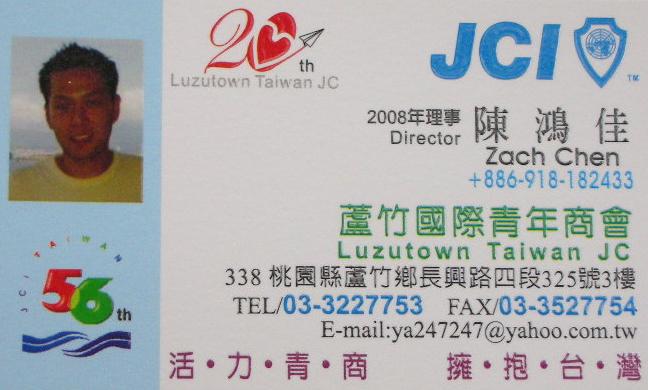 20th
Luzutown Taiwan JC
JCI
TM
2008年理事 陳鴻佳
Director
Zach Chen
+886-918-182433
蘆竹國際青年商會
Luzutown Taiwan JC
338 桃園縣蘆竹鄉長興路四段325號3樓
TEL/03-3227753 FAX/03-3527754
E-mail:ya247247@yahoo.com.tw
JCI TAIWAN
56th
活・力・青・商 擁・抱・台・灣